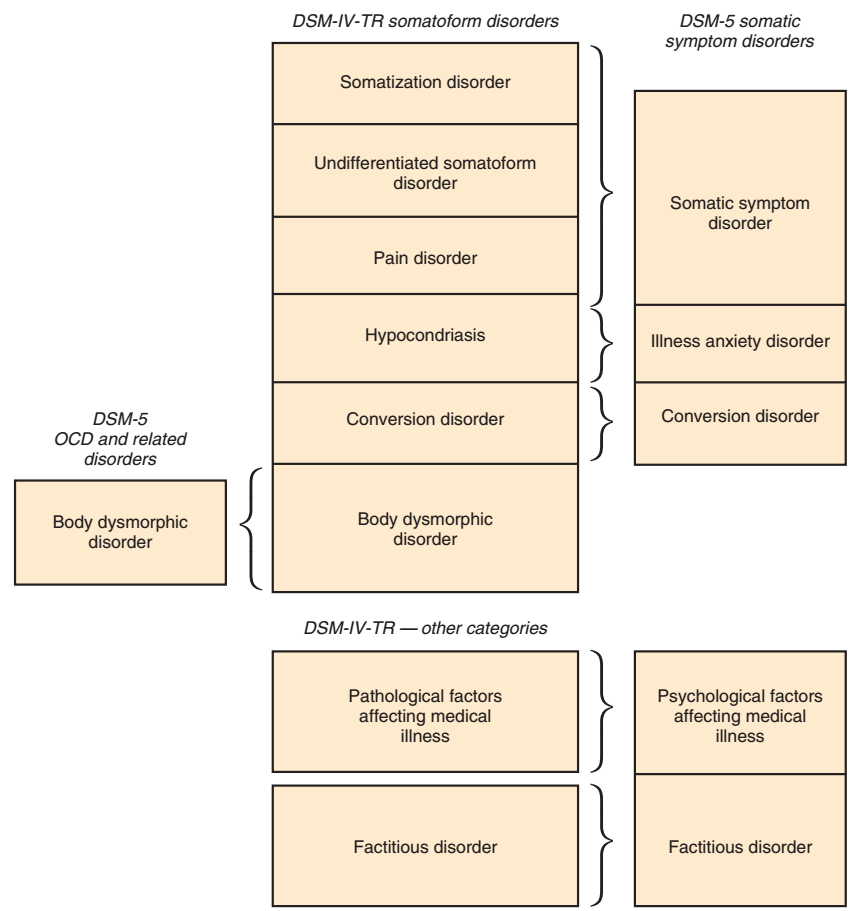 DSM-IV-TR somatoform disorders
DSM-5 somatic
symptom disorders
Somatization disorder
Undifferentiated somatoform
disorder
Pain disorder
Somatic symptom
disorder
Hypocondriasis
Illness anxiety disorder
Conversion disorder
Conversion disorder
DSM-5
OCD and related
disorders
Body dysmorphic
disorder
Body dysmorphic
disorder
DSM-IV-TR — other categories
Pathological factors
affecting medical
illness
Psychological factors
affecting medical
illness
Factitious disorder
Factitious disorder